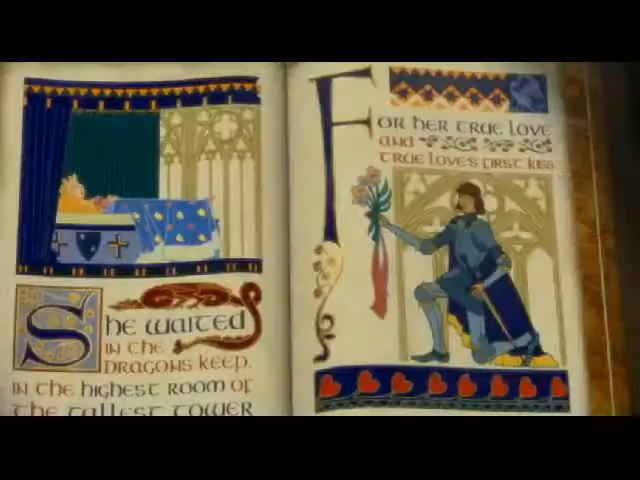 She waited
in the
dragons keep.
in the highest room of
the tallest tower
For her true love
and
true love's first kiss.